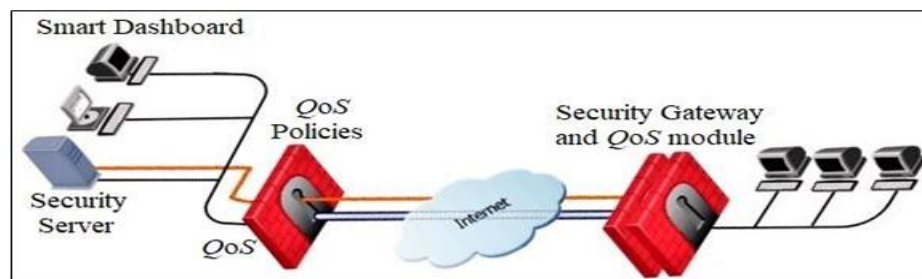 Smart Dashboard
QoS
Policies
Security Gateway
and QoS module
Security
Server
QoS
Internet